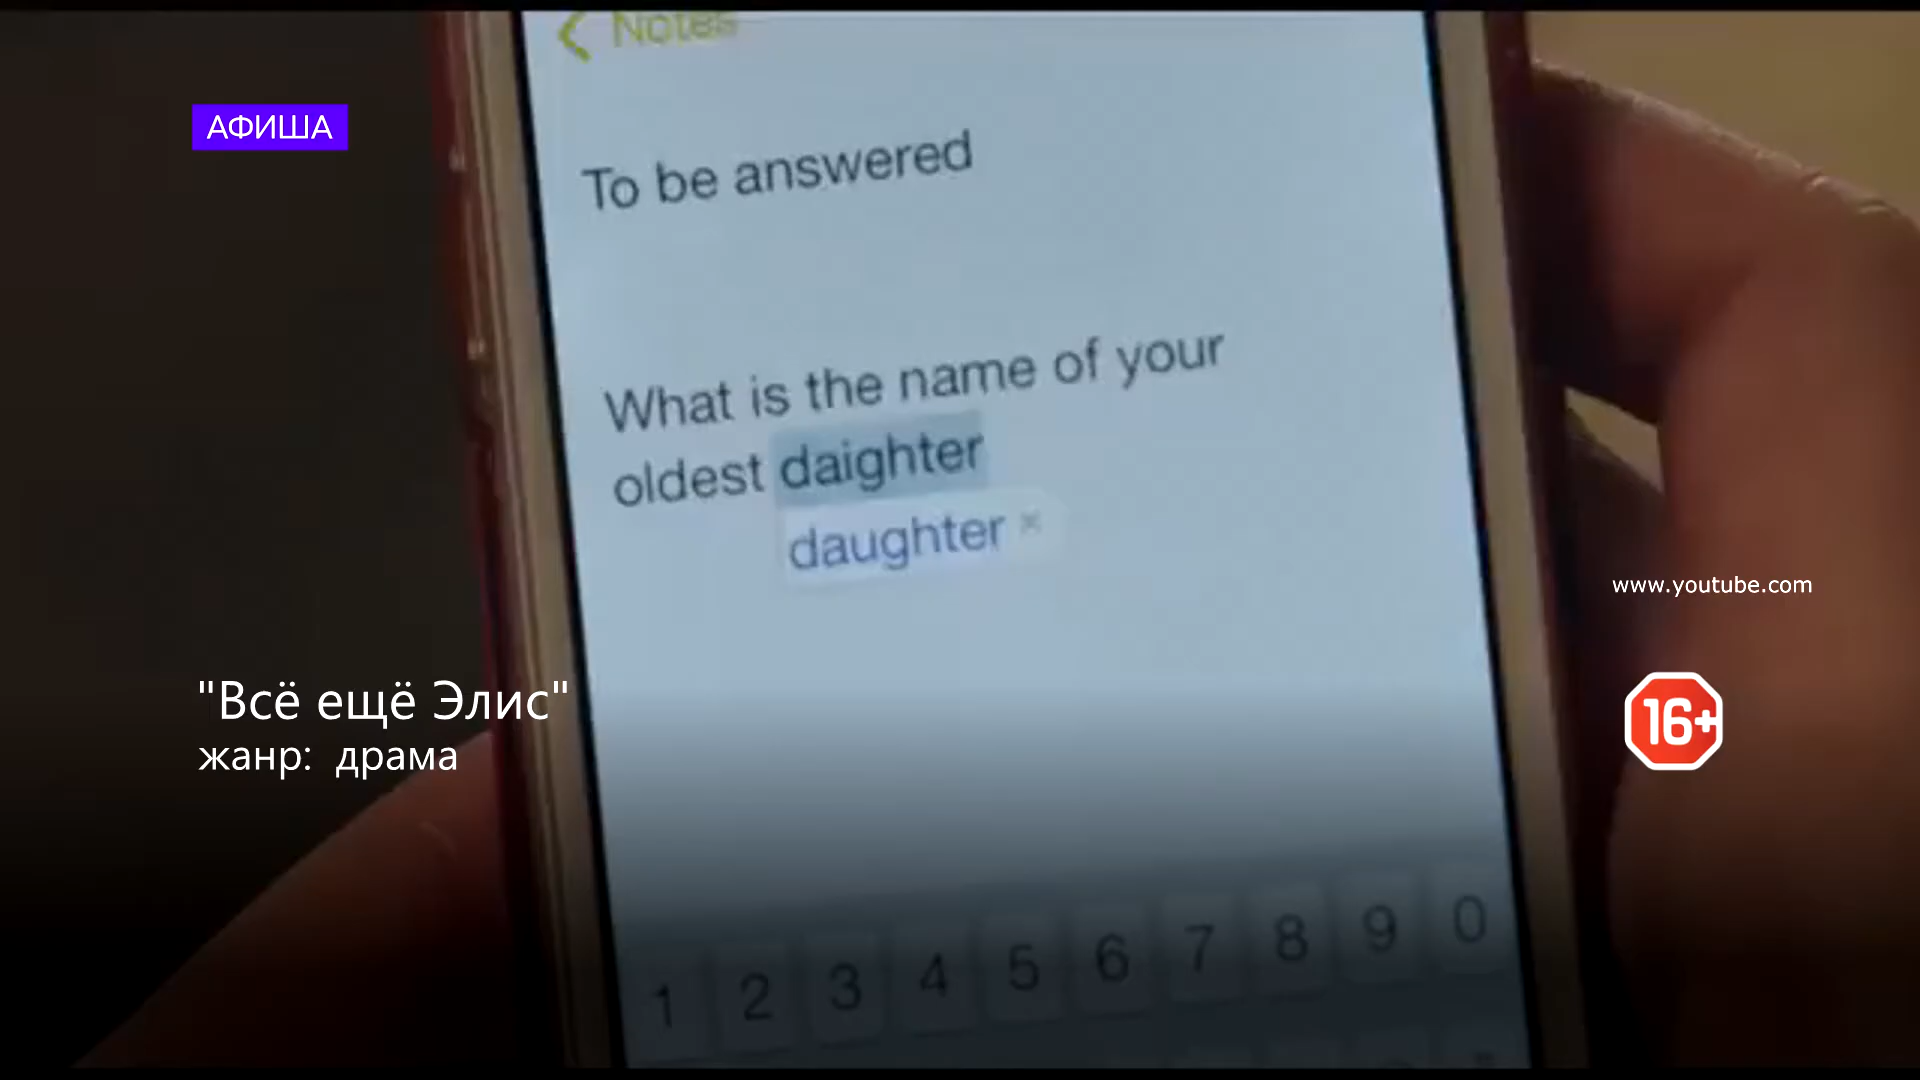 Notes
АФИША
To be answered
What is the name of your
oldest daighter
daughter ×
www.youtube.com
"Всё ещё Элис"
16+
жанр: драма
1 2 3 4 5 6 7 8 9 0